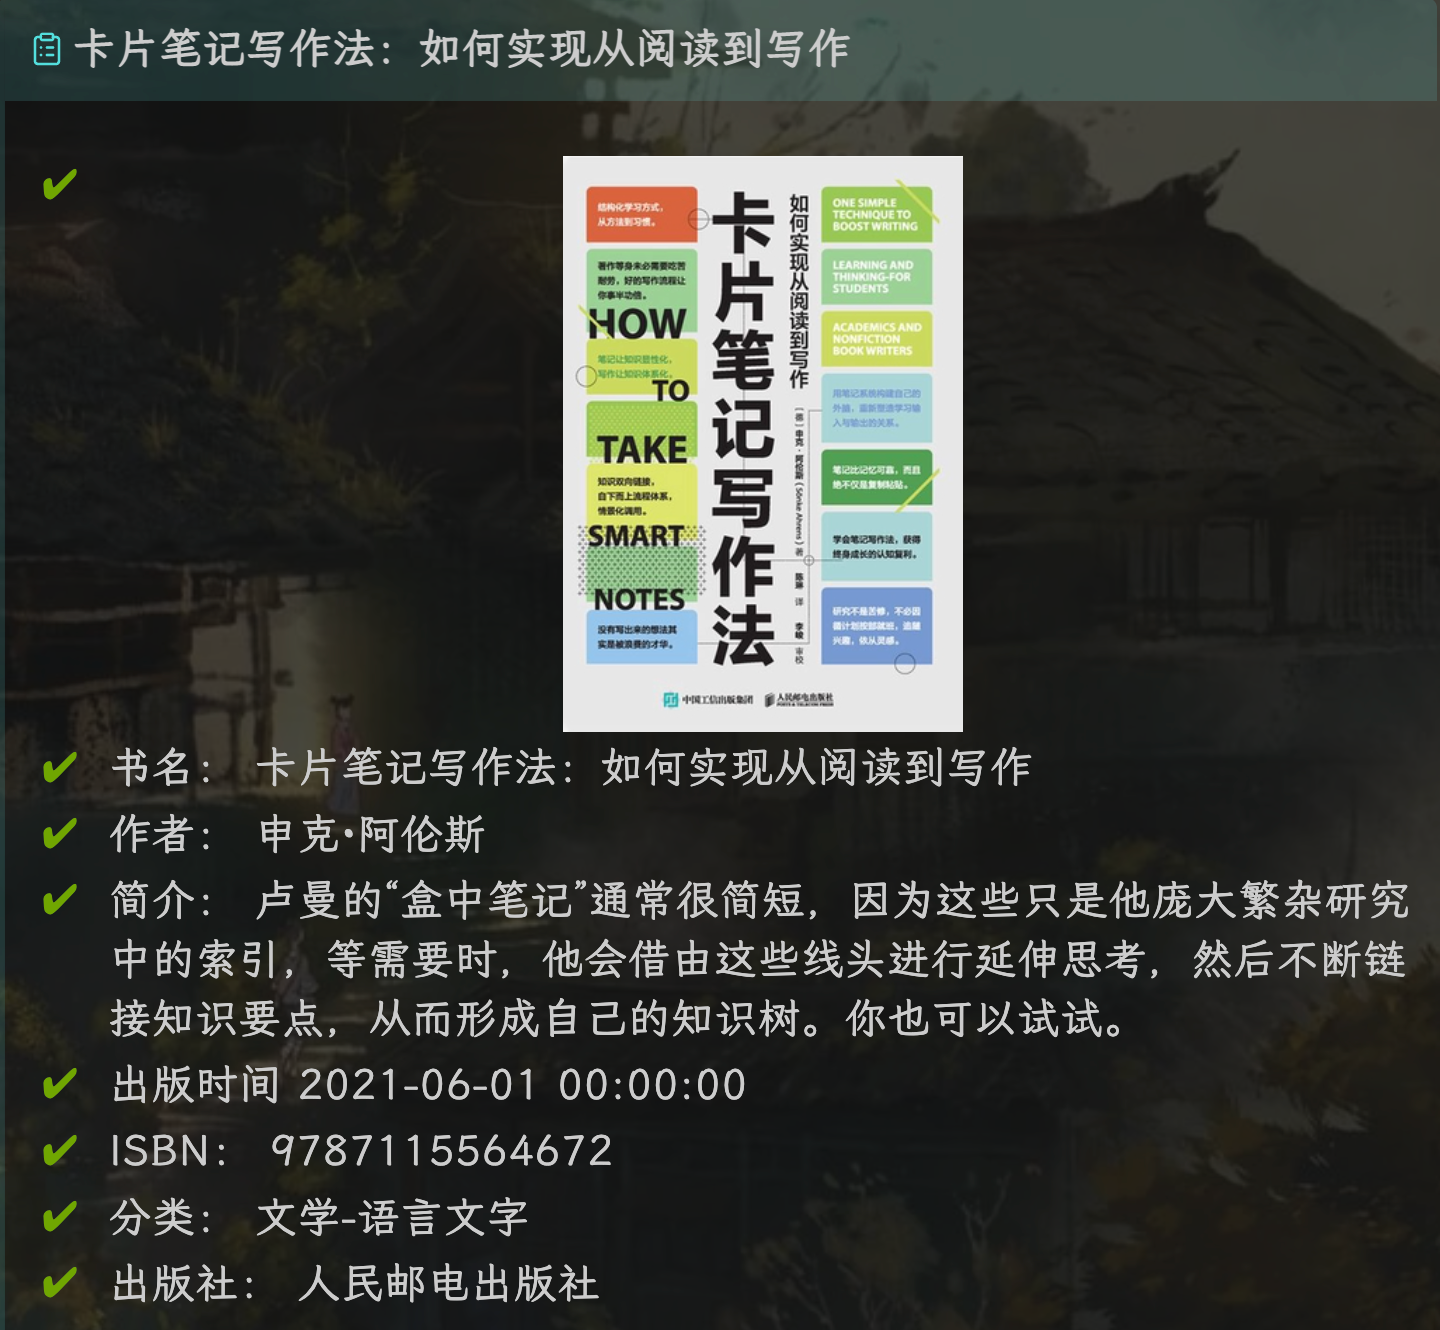 卡片笔记写作法：如何实现从阅读到写作
结构化学习方式，
从方法到习惯。
著作等身未必需要吃苦
耐劳，好的写作流程让
你事半功倍。
HOW
笔记让知识显性化，
写作让知识体系化。
TO
TAKE
知识双向链接，
自下而上流程体系，
情景化调用。
SMART
NOTES
没有写出来的想法其
实是被浪费的才华。
卡片笔记写作法
如何实现从阅读到写作
［德］申克·阿伦斯（Sönke Ahrens）著
陈琳 译
李峻 审校
ONE SIMPLE
TECHNIQUE TO
BOOST WRITING
LEARNING AND
THINKING-FOR
STUDENTS
ACADEMICS AND
NONFICTION
BOOK WRITERS
用笔记系统构建自己的
外脑，重新塑造学习输
入与输出的关系。
笔记比记忆可靠，而且
绝不仅是复制粘贴。
学会笔记写作法，获得
终身成长的认知复利。
研究不是苦修，不必因
循计划按部就班，追随
兴趣，依从灵感。
中国工信出版集团
人民邮电出版社
POSTS & TELECOM PRESS
书名： 卡片笔记写作法：如何实现从阅读到写作
作者： 申克•阿伦斯
简介： 卢曼的“盒中笔记”通常很简短，因为这些只是他庞大繁杂研究
中的索引，等需要时，他会借由这些线头进行延伸思考，然后不断链
接知识要点，从而形成自己的知识树。你也可以试试。
出版时间 2021-06-01 00:00:00
ISBN： 9787115564672
分类： 文学-语言文字
出版社： 人民邮电出版社